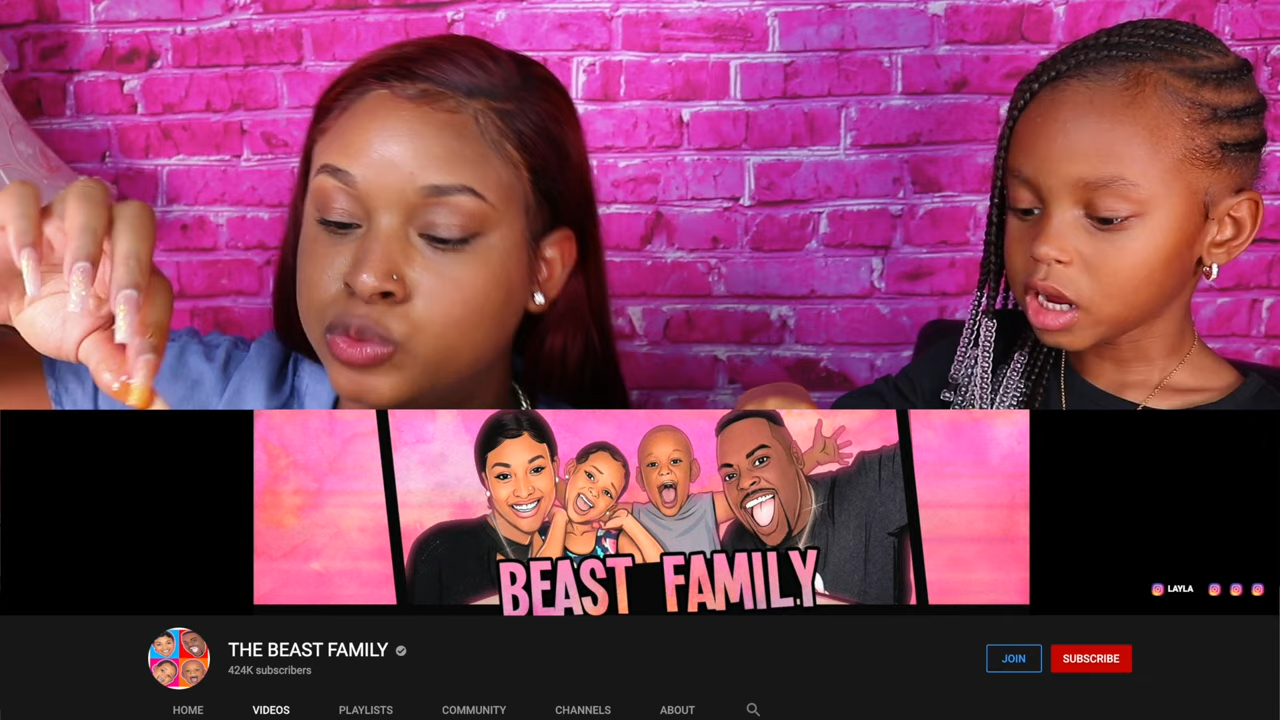 BEAST FAMILY
LAYLA
THE BEAST FAMILY
424K subscribers
JOIN
SUBSCRIBE
HOME
VIDEOS
PLAYLISTS
COMMUNITY
CHANNELS
ABOUT